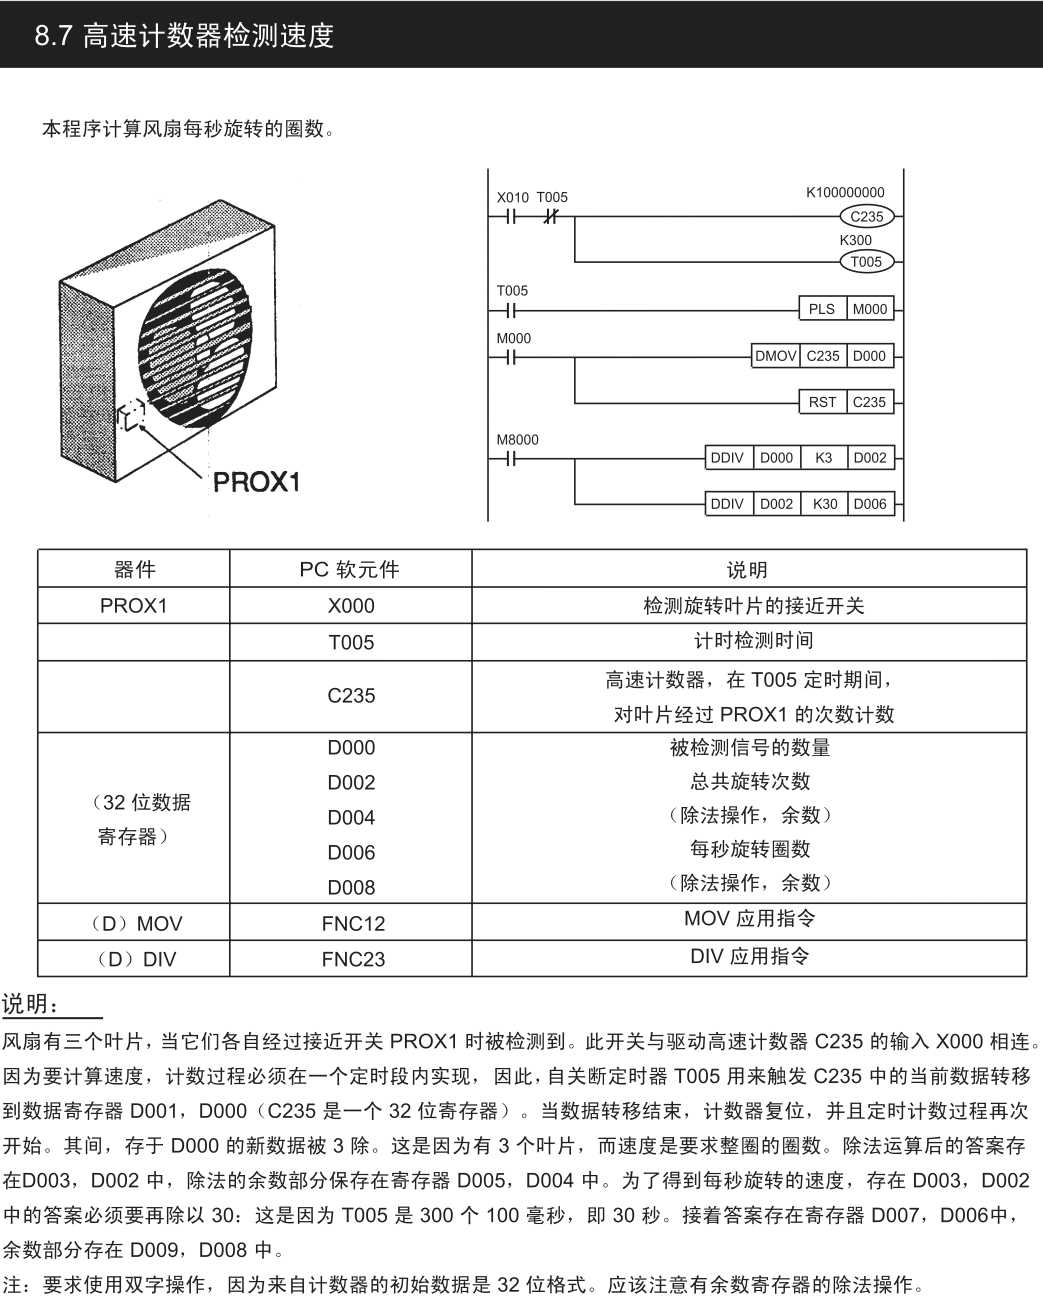 8.7 高速计数器检测速度
本程序计算风扇每秒旋转的圈数。
PROX1
X010 T005 K100000000
C235
K300
T005
T005
PLS M000
M000
DMOV C235 D000
RST C235
M8000
DDIV D000 K3 D002
DDIV D002 K30 D006
器件 PC 软元件 说明
PROX1 X000 检测旋转叶片的接近开关
T005 计时检测时间
C235 高速计数器，在 T005 定时期间，
对叶片经过 PROX1 的次数计数
（32 位数据
寄存器）
D000 被检测信号的数量
D002 总共旋转次数
D004 （除法操作，余数）
D006 每秒旋转圈数
D008 （除法操作，余数）
（D）MOV FNC12 MOV 应用指令
（D）DIV FNC23 DIV 应用指令
说明：
风扇有三个叶片，当它们各自经过接近开关 PROX1 时被检测到。此开关与驱动高速计数器 C235 的输入 X000 相连。
因为要计算速度，计数过程必须在一个定时段内实现，因此，自关断定时器 T005 用来触发 C235 中的当前数据转移
到数据寄存器 D001，D000（C235 是一个 32 位寄存器）。当数据转移结束，计数器复位，并且定时计数过程再次
开始。其间，存于 D000 的新数据被 3 除。这是因为有 3 个叶片，而速度是要求整圈的圈数。除法运算后的答案存
在D003，D002 中，除法的余数部分保存在寄存器 D005，D004 中。为了得到每秒旋转的速度，存在 D003，D002
中的答案必须要再除以 30：这是因为 T005 是 300 个 100 毫秒，即 30 秒。接着答案存在寄存器 D007，D006中，
余数部分存在 D009，D008 中。
注：要求使用双字操作，因为来自计数器的初始数据是 32 位格式。应该注意有余数寄存器的除法操作。